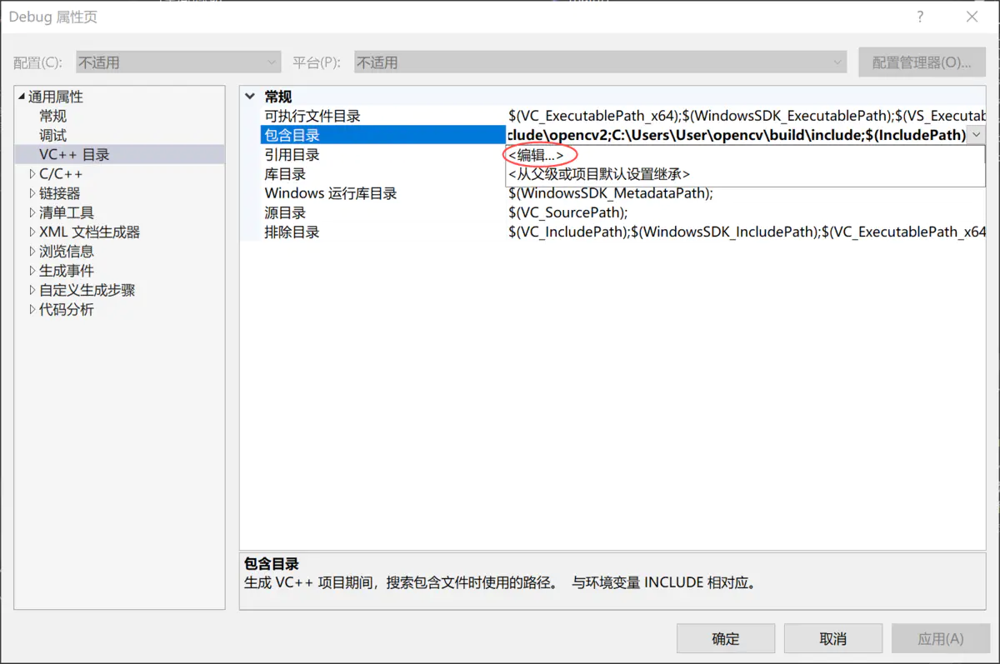 Debug 属性页
?
配置(C): 不适用 平台(P): 不适用 配置管理器(O)...
通用属性
常规
调试
VC++ 目录
C/C++
链接器
清单工具
XML 文档生成器
浏览信息
生成事件
自定义生成步骤
代码分析
常规
可执行文件目录 $(VC_ExecutablePath_x64);$(WindowsSDK_ExecutablePath);$(VS_Executab
包含目录 clude\opencv2;C:\Users\User\opencv\build\include;$(IncludePath)
引用目录 <编辑...>
库目录 <从父级或项目默认设置继承>
Windows 运行库目录 $(WindowsSDK_MetadataPath);
源目录 $(VC_SourcePath);
排除目录 $(VC_IncludePath);$(WindowsSDK_IncludePath);$(VC_ExecutablePath_x64
包含目录
生成 VC++ 项目期间，搜索包含文件时使用的路径。 与环境变量 INCLUDE 相对应。
确定 取消 应用(A)